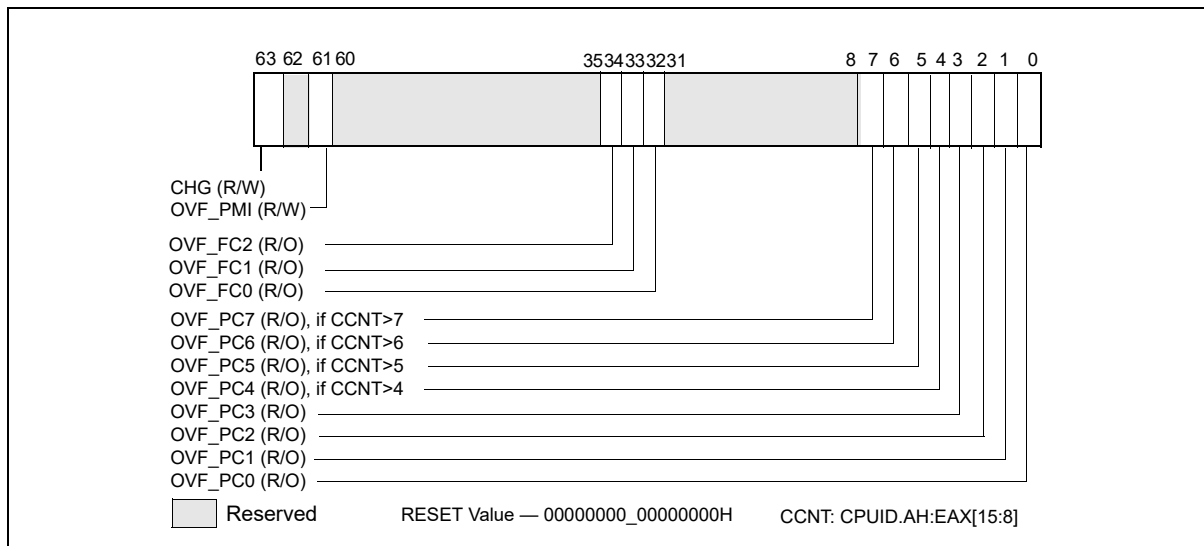 63 62 61 60 35 34 33 32 31 8 7 6 5 4 3 2 1 0
CHG (R/W)
OVF_PMI (R/W)
OVF_FC2 (R/O)
OVF_FC1 (R/O)
OVF_FC0 (R/O)
OVF_PC7 (R/O), if CCNT>7
OVF_PC6 (R/O), if CCNT>6
OVF_PC5 (R/O), if CCNT>5
OVF_PC4 (R/O), if CCNT>4
OVF_PC3 (R/O)
OVF_PC2 (R/O)
OVF_PC1 (R/O)
OVF_PC0 (R/O)
Reserved RESET Value — 00000000_00000000H CCNT: CPUID.AH:EAX[15:8]